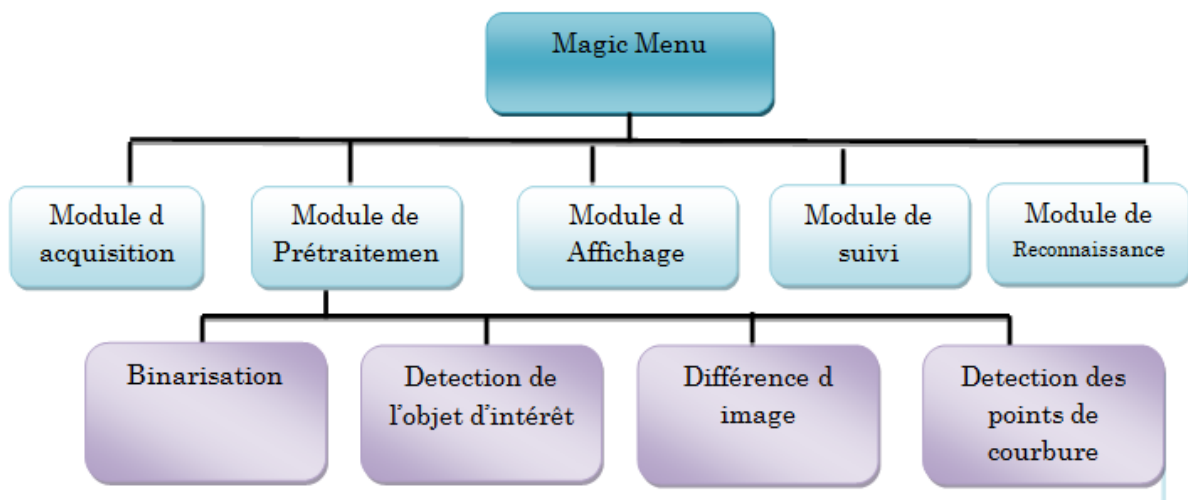 Magic Menu
Module d
acquisition
Module de
Prétraitemen
Module d
Affichage
Module de
suivi
Module de
Reconnaissance
Binarisation
Detection de
l’objet d’intérêt
Différence d
image
Detection des
points de
courbure